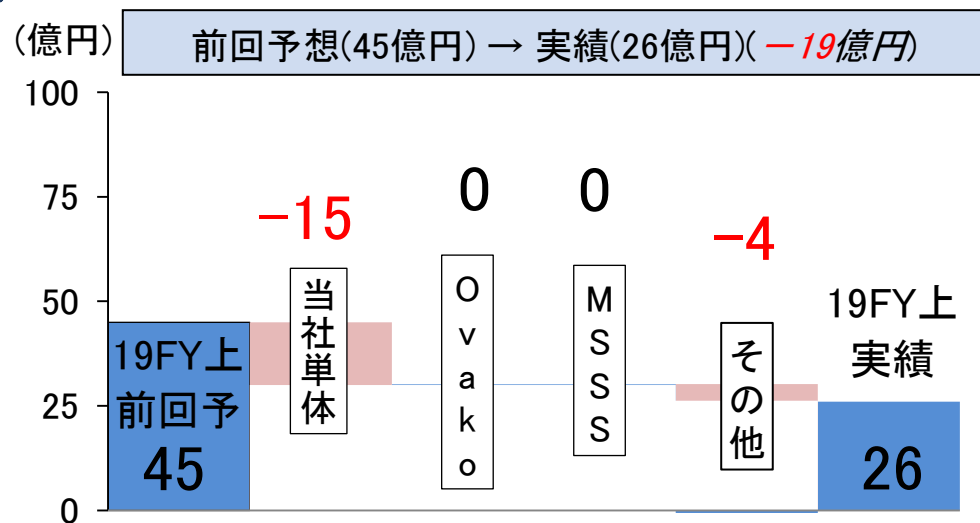 (億円)
前回予想(45億円) → 実績(26億円)(－19億円)
100
75
50
25
0
19FY上
前回予
45
－15
当社単体
0
Ovako
0
MSSS
－4
その他
19FY上
実績
26